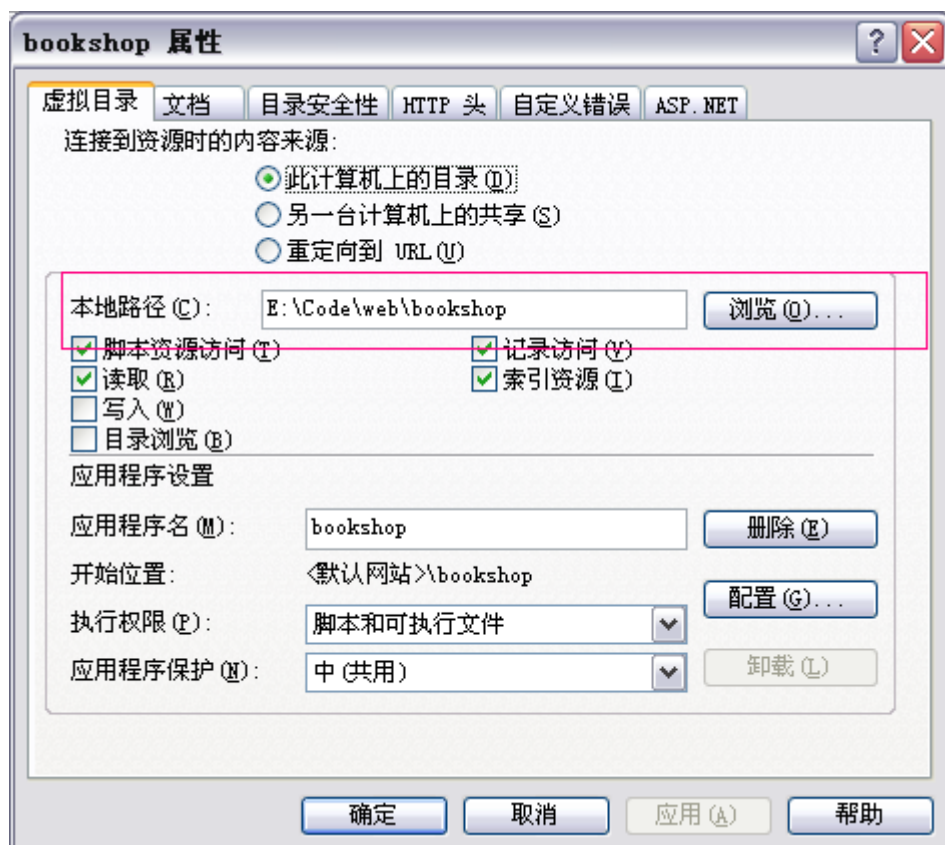 bookshop 属性
虚拟目录 文档 目录安全性 HTTP 头 自定义错误 ASP.NET
连接到资源时的内容来源:
此计算机上的目录(D)
另一台计算机上的共享(S)
重定向到 URL(U)
本地路径(C): E:\Code\web\bookshop 浏览(O)...
脚本资源访问(T) 记录访问(V)
读取(R) 索引资源(I)
写入(W)
目录浏览(B)
应用程序设置
应用程序名(M): bookshop 删除(E)
开始位置: <默认网站>\bookshop
配置(G)...
执行权限(P): 脚本和可执行文件
应用程序保护(N): 中(共用) 卸载(L)
确定 取消 应用(A) 帮助